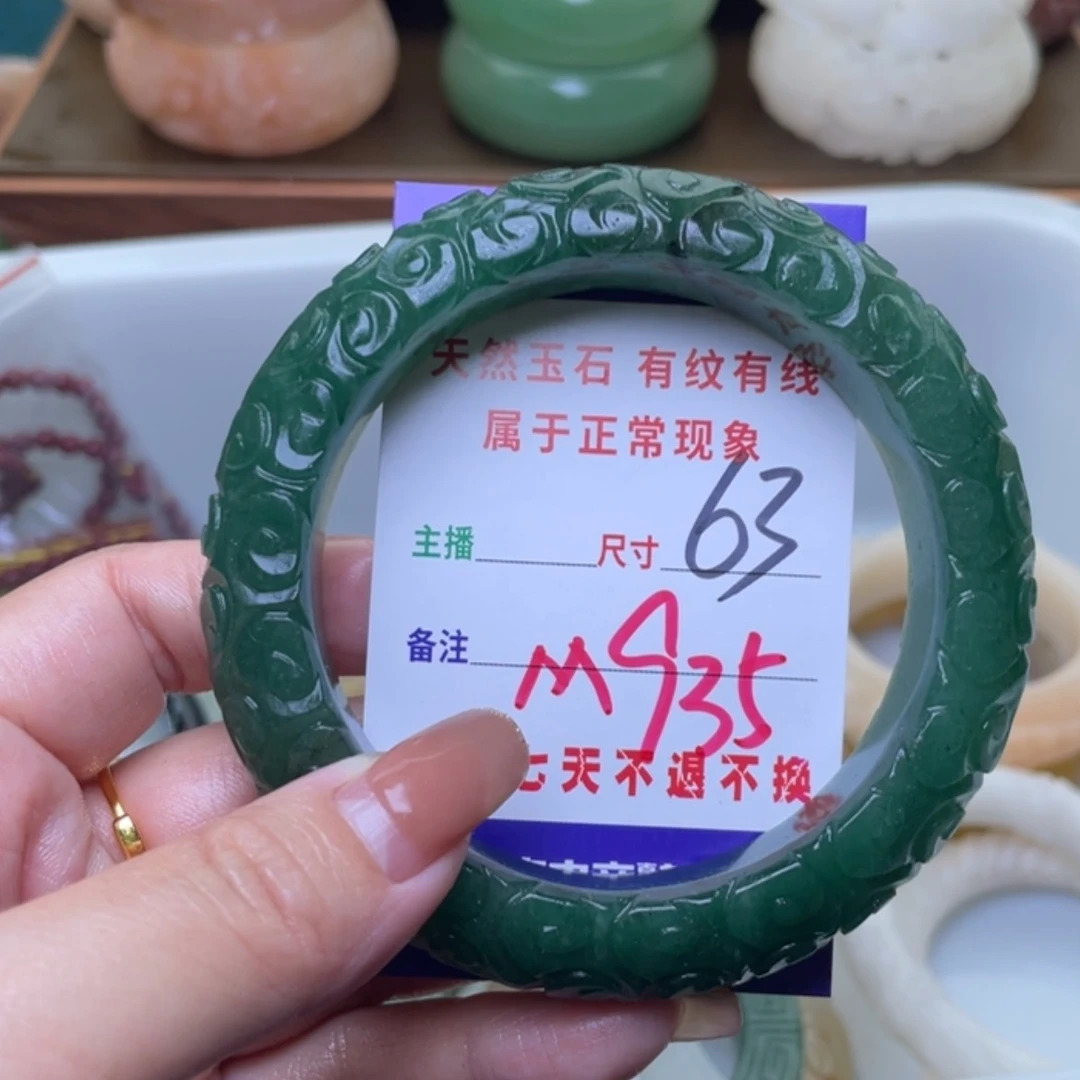 天然玉石 有纹有线
属于正常现象
主播 尺寸 63
备注 M935
七天不退不换